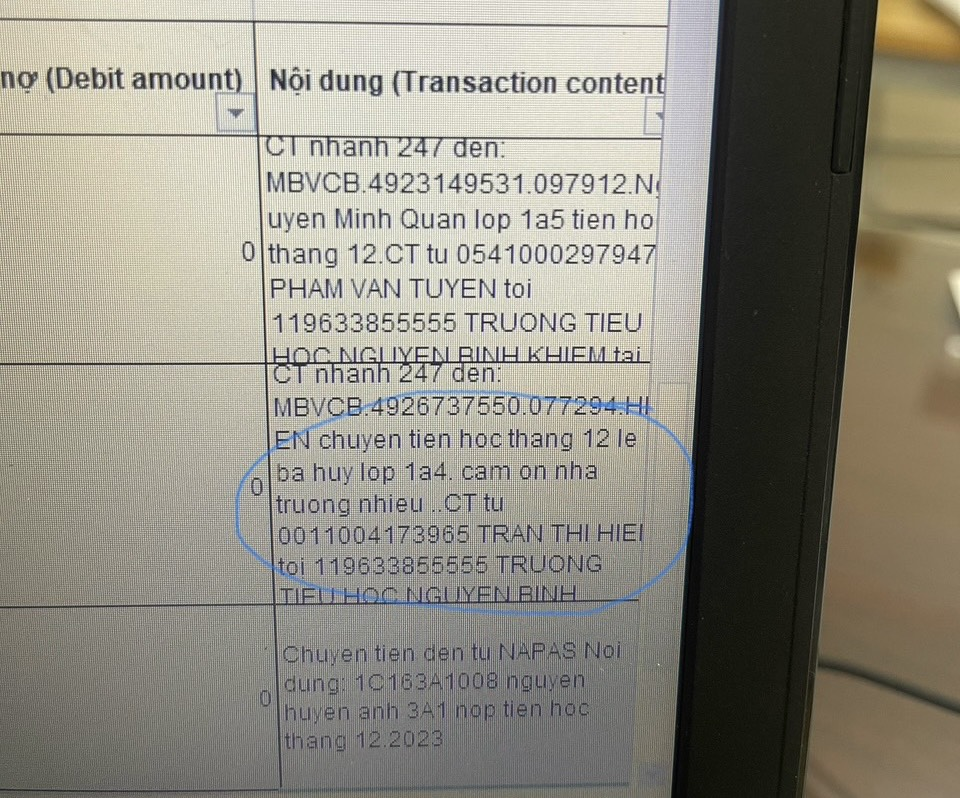 nợ (Debit amount)
Nội dung (Transaction content
CT nhanh 247 den:
MBVCB.4923149531.097912.Ng
uyen Minh Quan lop 1a5 tien ho
0
thang 12.CT tu 0541000297947
PHAM VAN TUYEN toi
119633855555 TRUONG TIEU
HOC NGUYEN BINH KHIEM tai
CT nhanh 247 den:
MBVCB.4926737550.077294.HI
EN chuyen tien hoc thang 12 le
ba huy lop 1a4. cam on nha
0
truong nhieu ..CT tu
0011004173965 TRAN THI HIEI
toi 119633855555 TRUONG
TIEU HOC NGUYEN BINH
Chuyen tien den tu NAPAS Noi
dung: 1C163A1008 nguyen
0
huyen anh 3A1 nop tien hoc
thang 12.2023